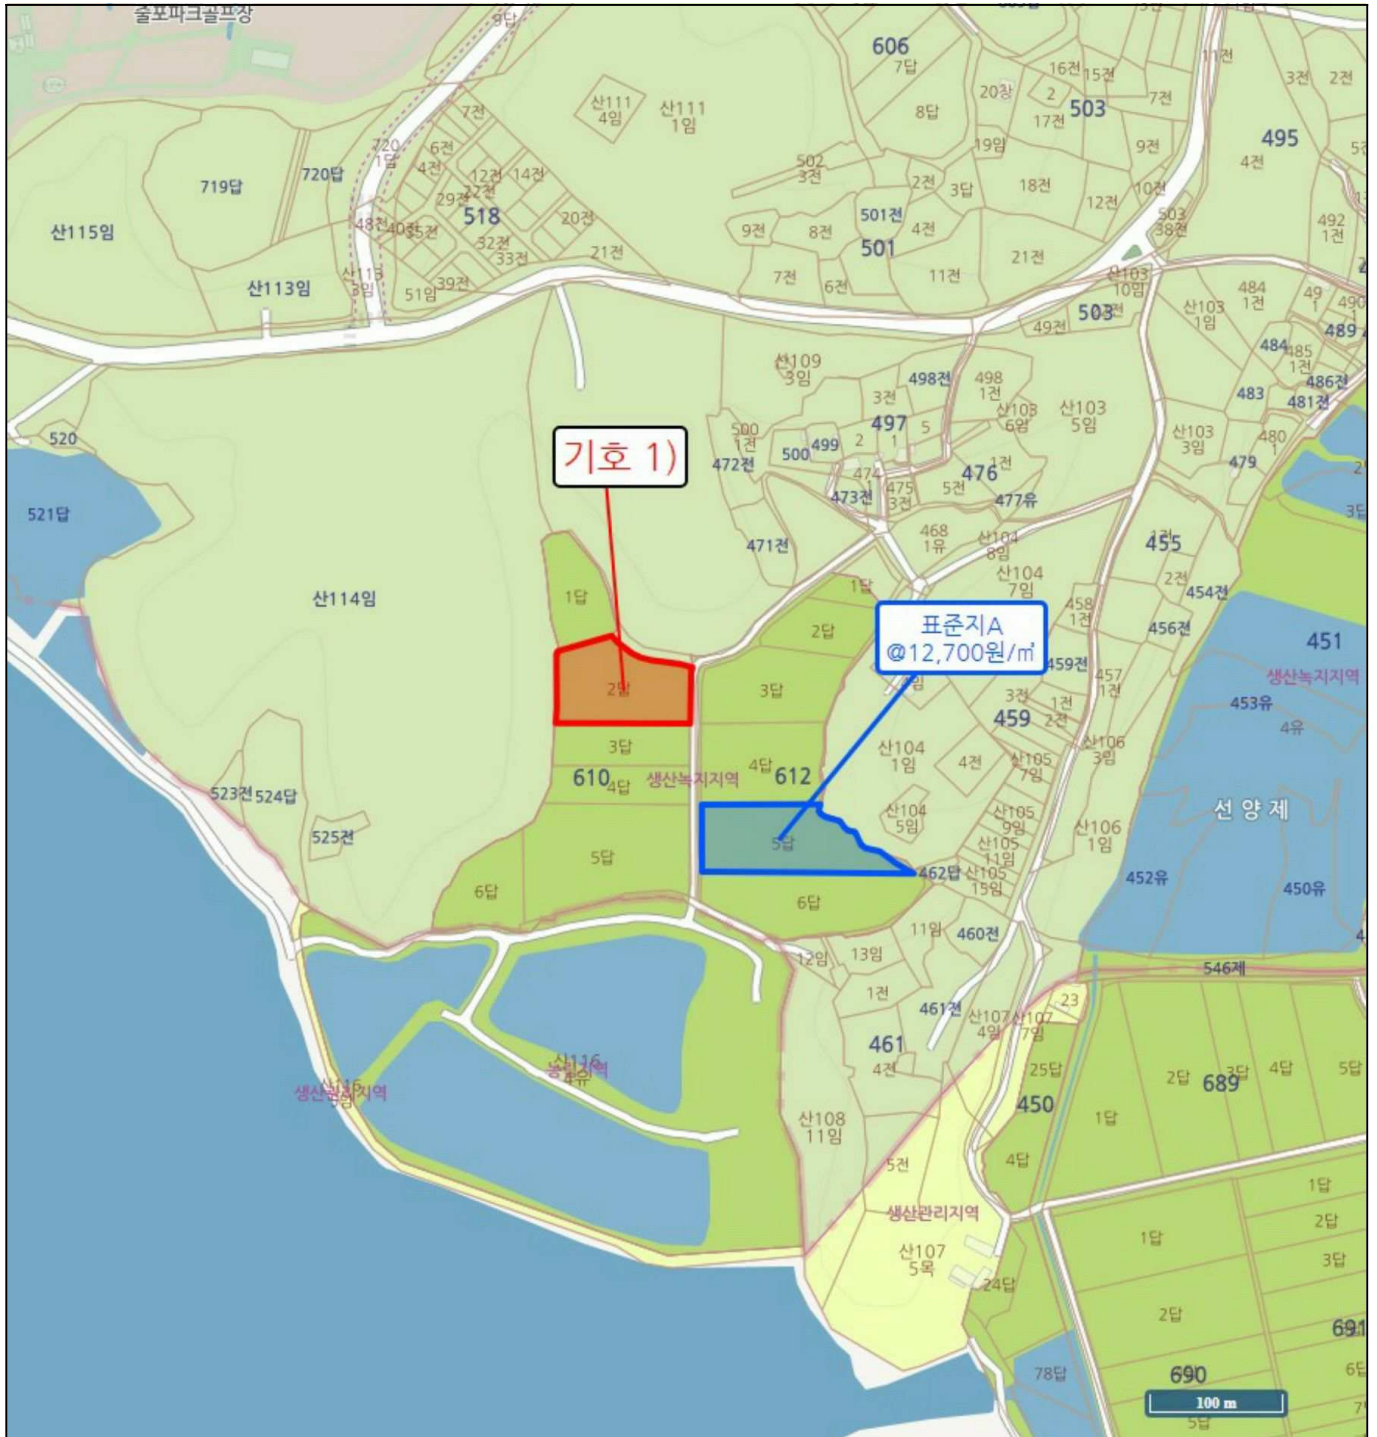 줄포파크골프장
9답
606
7답
8답
16전
15전
2
503
17전
20창
19임
7전
11전
3전
2전
495
4전
9전
10전
산111
4임
산111
1임
7전
6전
4전
720
1답
719답
720답
12전
14전
22전
29전
518
20전
48전
35전
32전
33전
21전
산115임
산113임
산113
3임
39전
51임
502
3전
2전
3답
18전
12전
501전
4전
501
9전
8전
7전
6전
11전
21전
503
38전
492
1전
산103
10임
503
49전
산103
1임
484
1전
49
1
490
1
489
484
485
1전
486전
483
481전
산109
3임
498전
498
1전
3전
산103
6임
산103
5임
497
5
2
1
500
1전
500
499
472전
474
473전
475
3전
476
1전
5전
477유
산103
3임
480
1
479
520
521답
기호 1)
471전
468
1유
산104
8임
산104
7임
455
2전
454전
456전
458
1전
산114임
1답
1답
2답
표준지A
@12,700원/㎡
459전
457
1전
451
생산녹지지역
453유
4유
2답
3답
3전
1전
2전
459
산106
3임
3답
610
4답
생산녹지지역
4답
612
산104
1임
4전
산105
7임
산104
5임
산105
9임
산105
11임
산105
15임
산106
1임
선양제
523전
524답
525전
5답
5답
462답
452유
450유
6답
6답
11임
460전
12임
13임
1전
546제
461전
산107
4임
산107
7임
23
461
4전
25답
450
2답
3답
689
4답
5답
1답
산116
4유
농림지역
생산관리지역
산108
11임
5전
4답
생산관리지역
산107
5목
24답
1답
2답
3답
1답
2답
691
6답
78답
690
100 m
5답